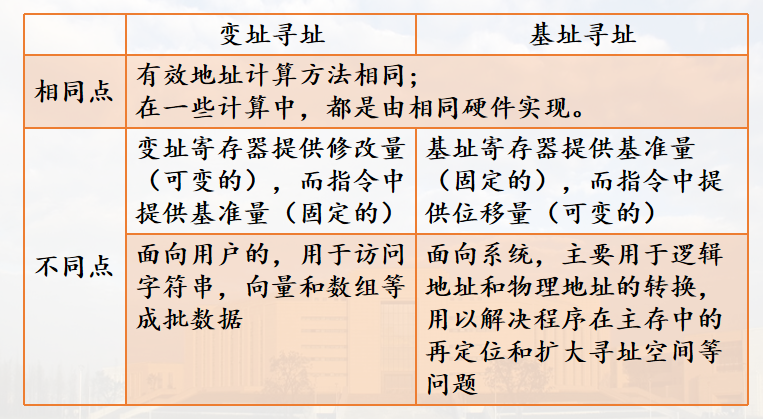 变址寻址
基址寻址
相同点
有效地址计算方法相同；
在一些计算中，都是由相同硬件实现。
不同点
变址寄存器提供修改量
（可变的），而指令中
提供基准量（固定的）
基址寄存器提供基准量
（固定的），而指令中提
供位移量（可变的）
面向用户的，用于访问
字符串，向量和数组等
成批数据
面向系统，主要用于逻辑
地址和物理地址的转换，
用以解决程序在主存中的
再定位和扩大寻址空间等
问题